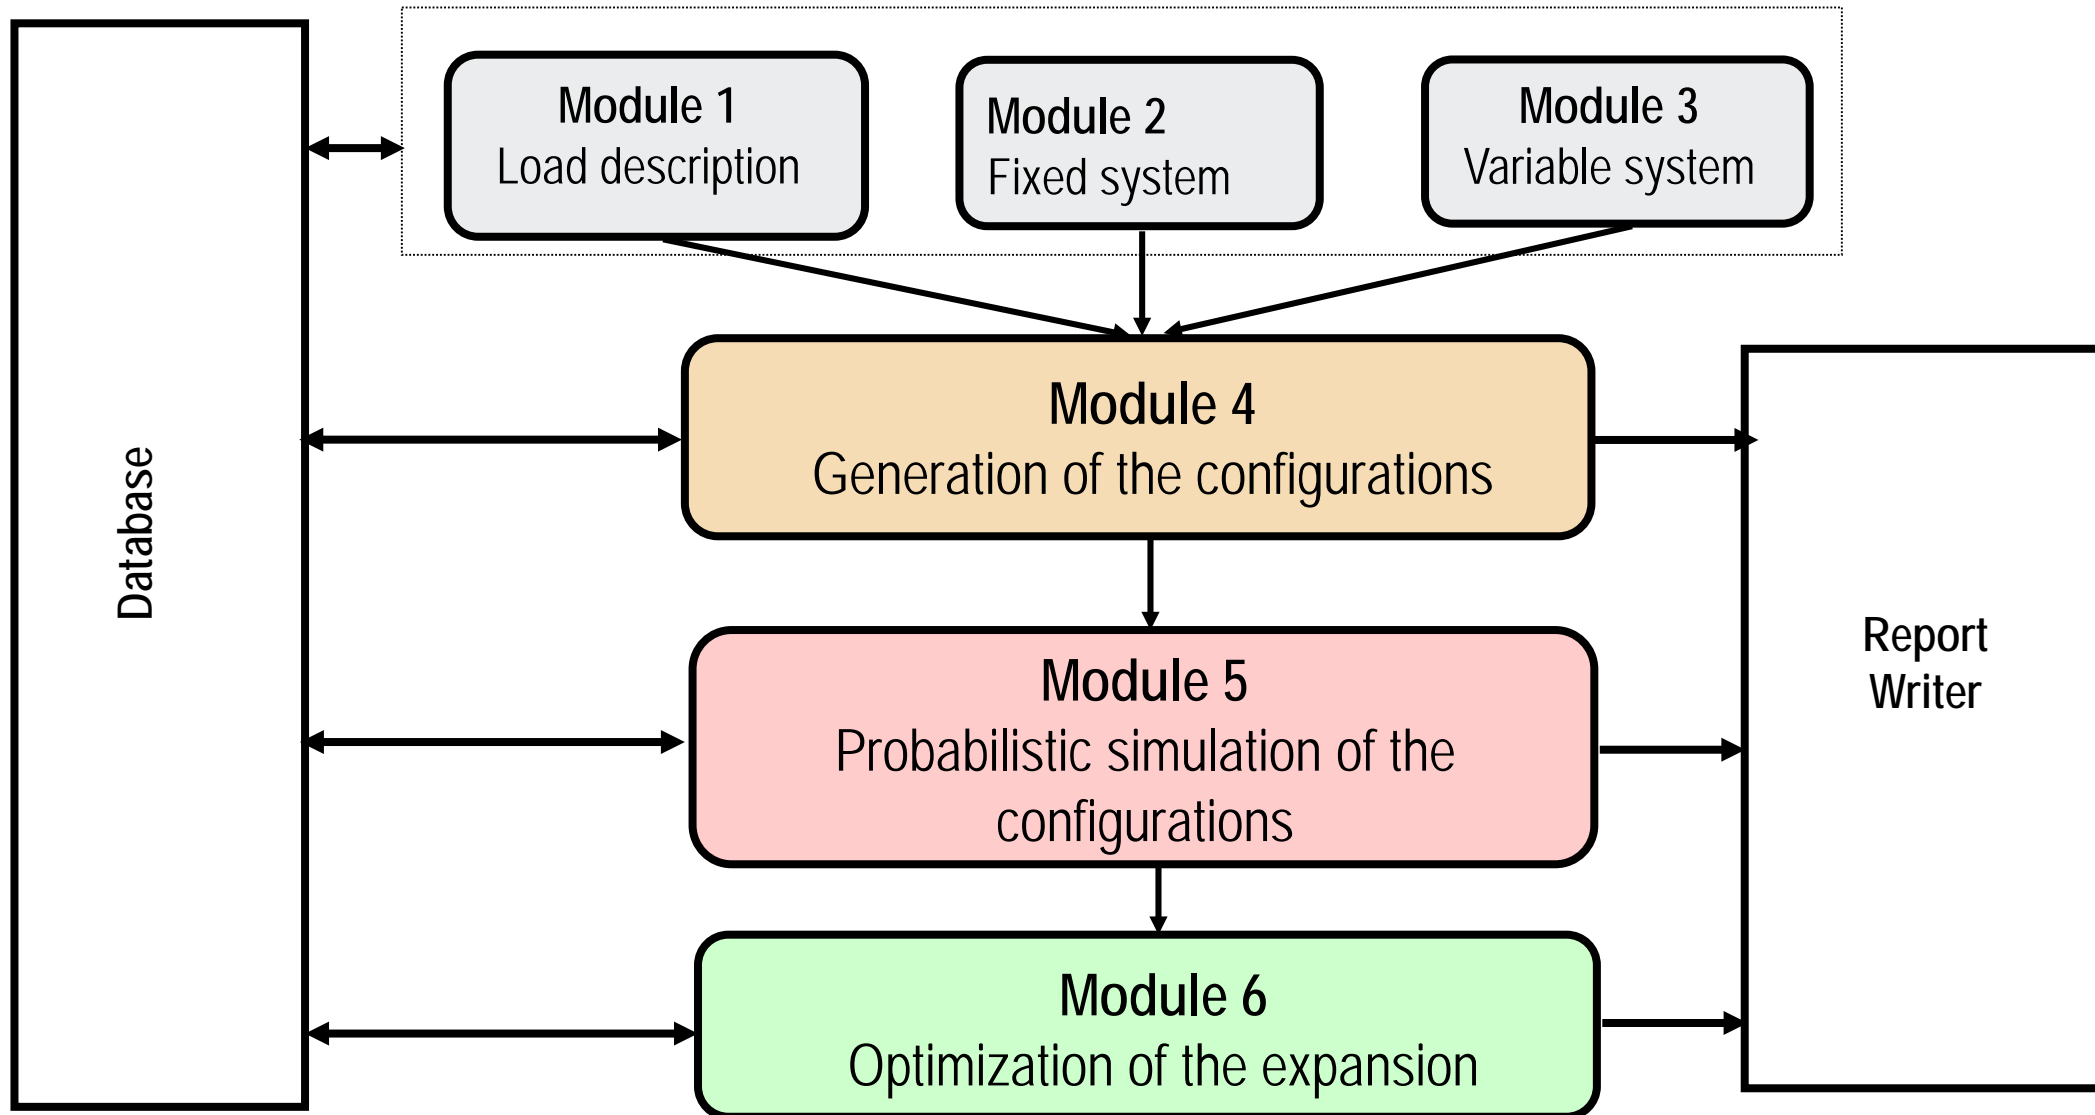 Module 1
Load description
Module 2
Fixed system
Module 3
Variable system
Database
Module 4
Generation of the configurations
Module 5
Probabilistic simulation of the
configurations
Report
Writer
Module 6
Optimization of the expansion